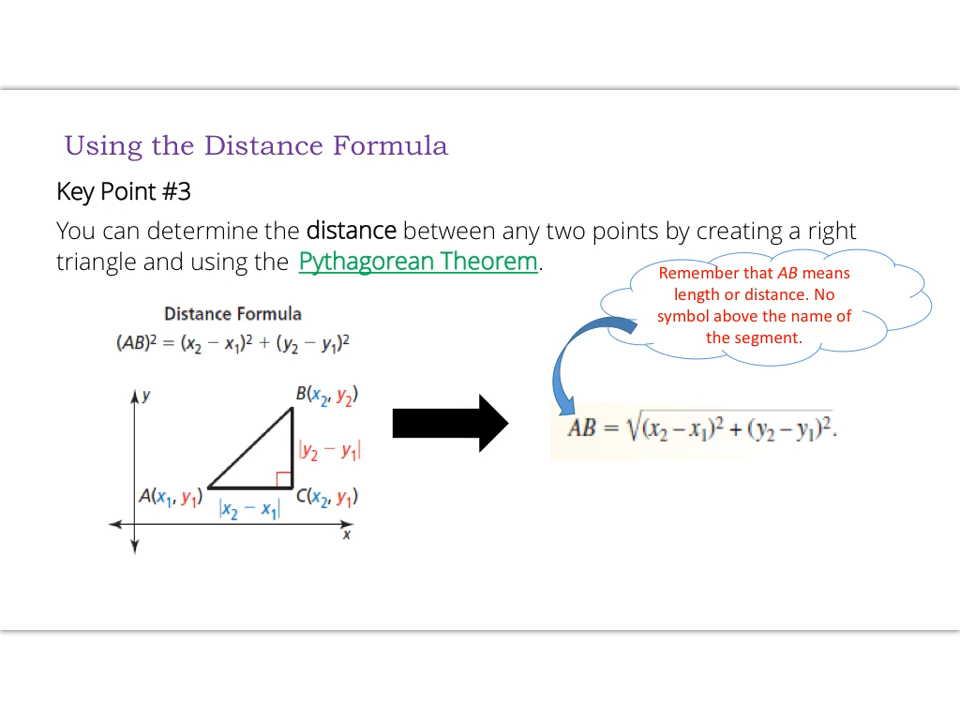 Using the Distance Formula
Key Point #3
You can determine the distance between any two points by creating a right
triangle and using the Pythagorean Theorem.
Remember that AB means
length or distance. No
symbol above the name of
the segment.
Distance Formula
(AB)² = (x₂ − x₁)² + (y₂ − y₁)²
y
B(x₂, y₂)
|y₂ − y₁|
A(x₁, y₁)
C(x₂, y₁)
|x₂ − x₁|
x
AB = √(x₂ − x₁)² + (y₂ − y₁)².